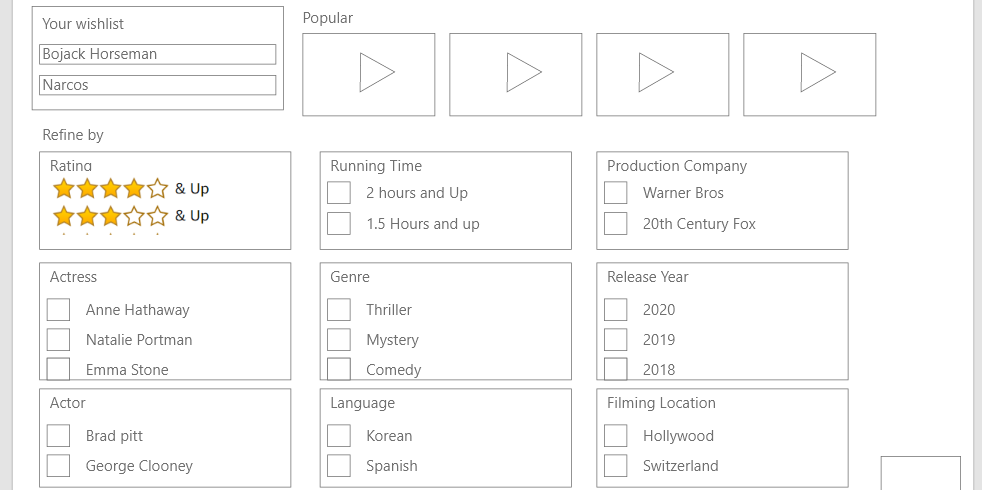 Your wishlist
Bojack Horseman
Narcos
Popular
Refine by
Rating
& Up
& Up
Running Time
2 hours and Up
1.5 Hours and up
Production Company
Warner Bros
20th Century Fox
Actress
Anne Hathaway
Natalie Portman
Emma Stone
Genre
Thriller
Mystery
Comedy
Release Year
2020
2019
2018
Actor
Brad pitt
George Clooney
Language
Korean
Spanish
Filming Location
Hollywood
Switzerland